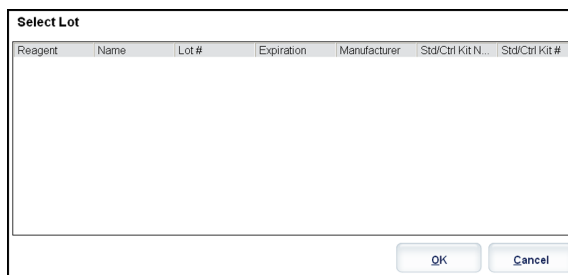 Select Lot
Reagent Name Lot # Expiration Manufacturer Std/Ctrl Kit N... Std/Ctrl Kit #
OK Cancel